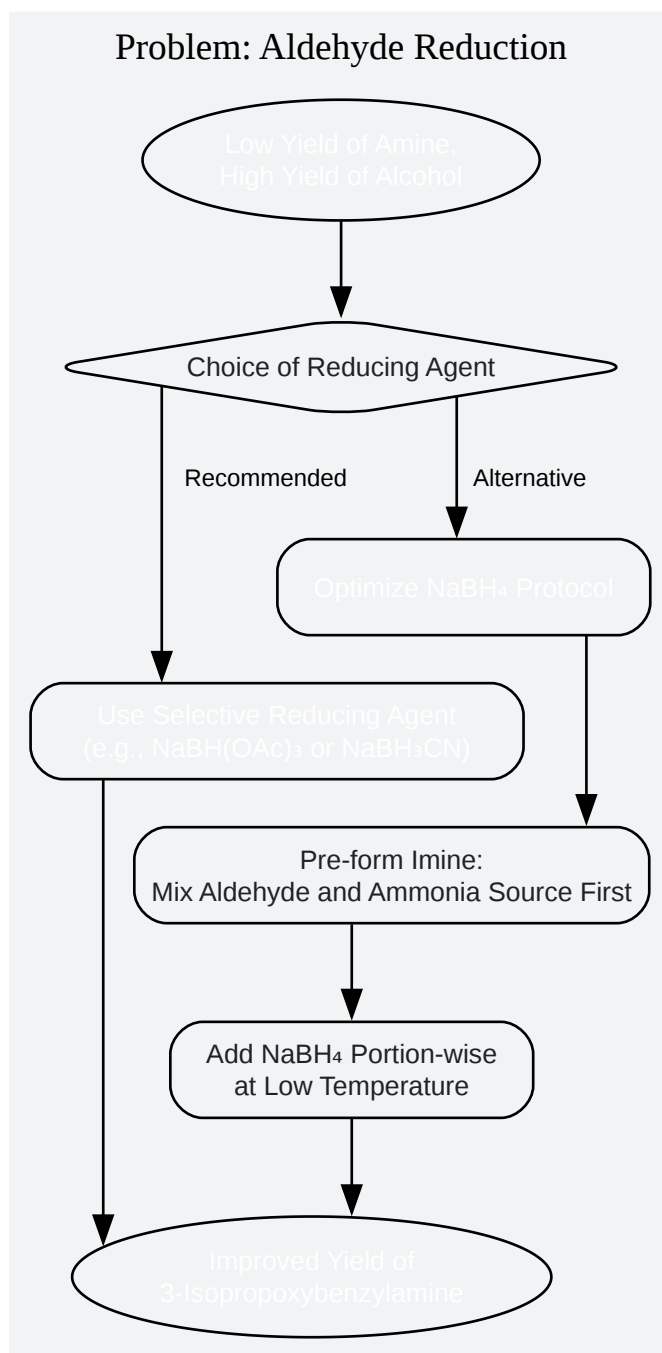 Problem: Aldehyde Reduction
Low Yield of Amine,
High Yield of Alcohol
Choice of Reducing Agent
Recommended
Alternative
Optimize NaBH₄ Protocol
Use Selective Reducing Agent
(e.g., NaBH(OAc)₃ or NaBH₃CN)
Pre-form Imine:
Mix Aldehyde and Ammonia Source First
Add NaBH₄ Portion-wise
at Low Temperature
Improved Yield of
3-Isopropoxybenzylamine